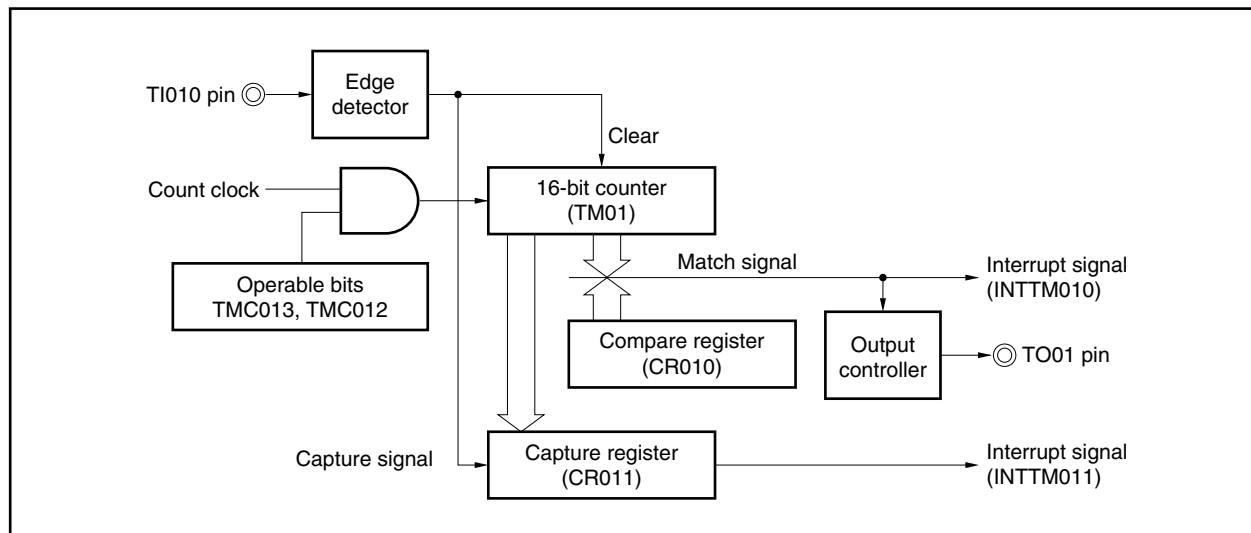 TI010 pin
Edge
detector
Clear
Count clock
16-bit counter
(TM01)
Operable bits
TMC013, TMC012
Match signal
Interrupt signal
(INTTM010)
Compare register
(CR010)
Output
controller
TO01 pin
Capture signal
Capture register
(CR011)
Interrupt signal
(INTTM011)